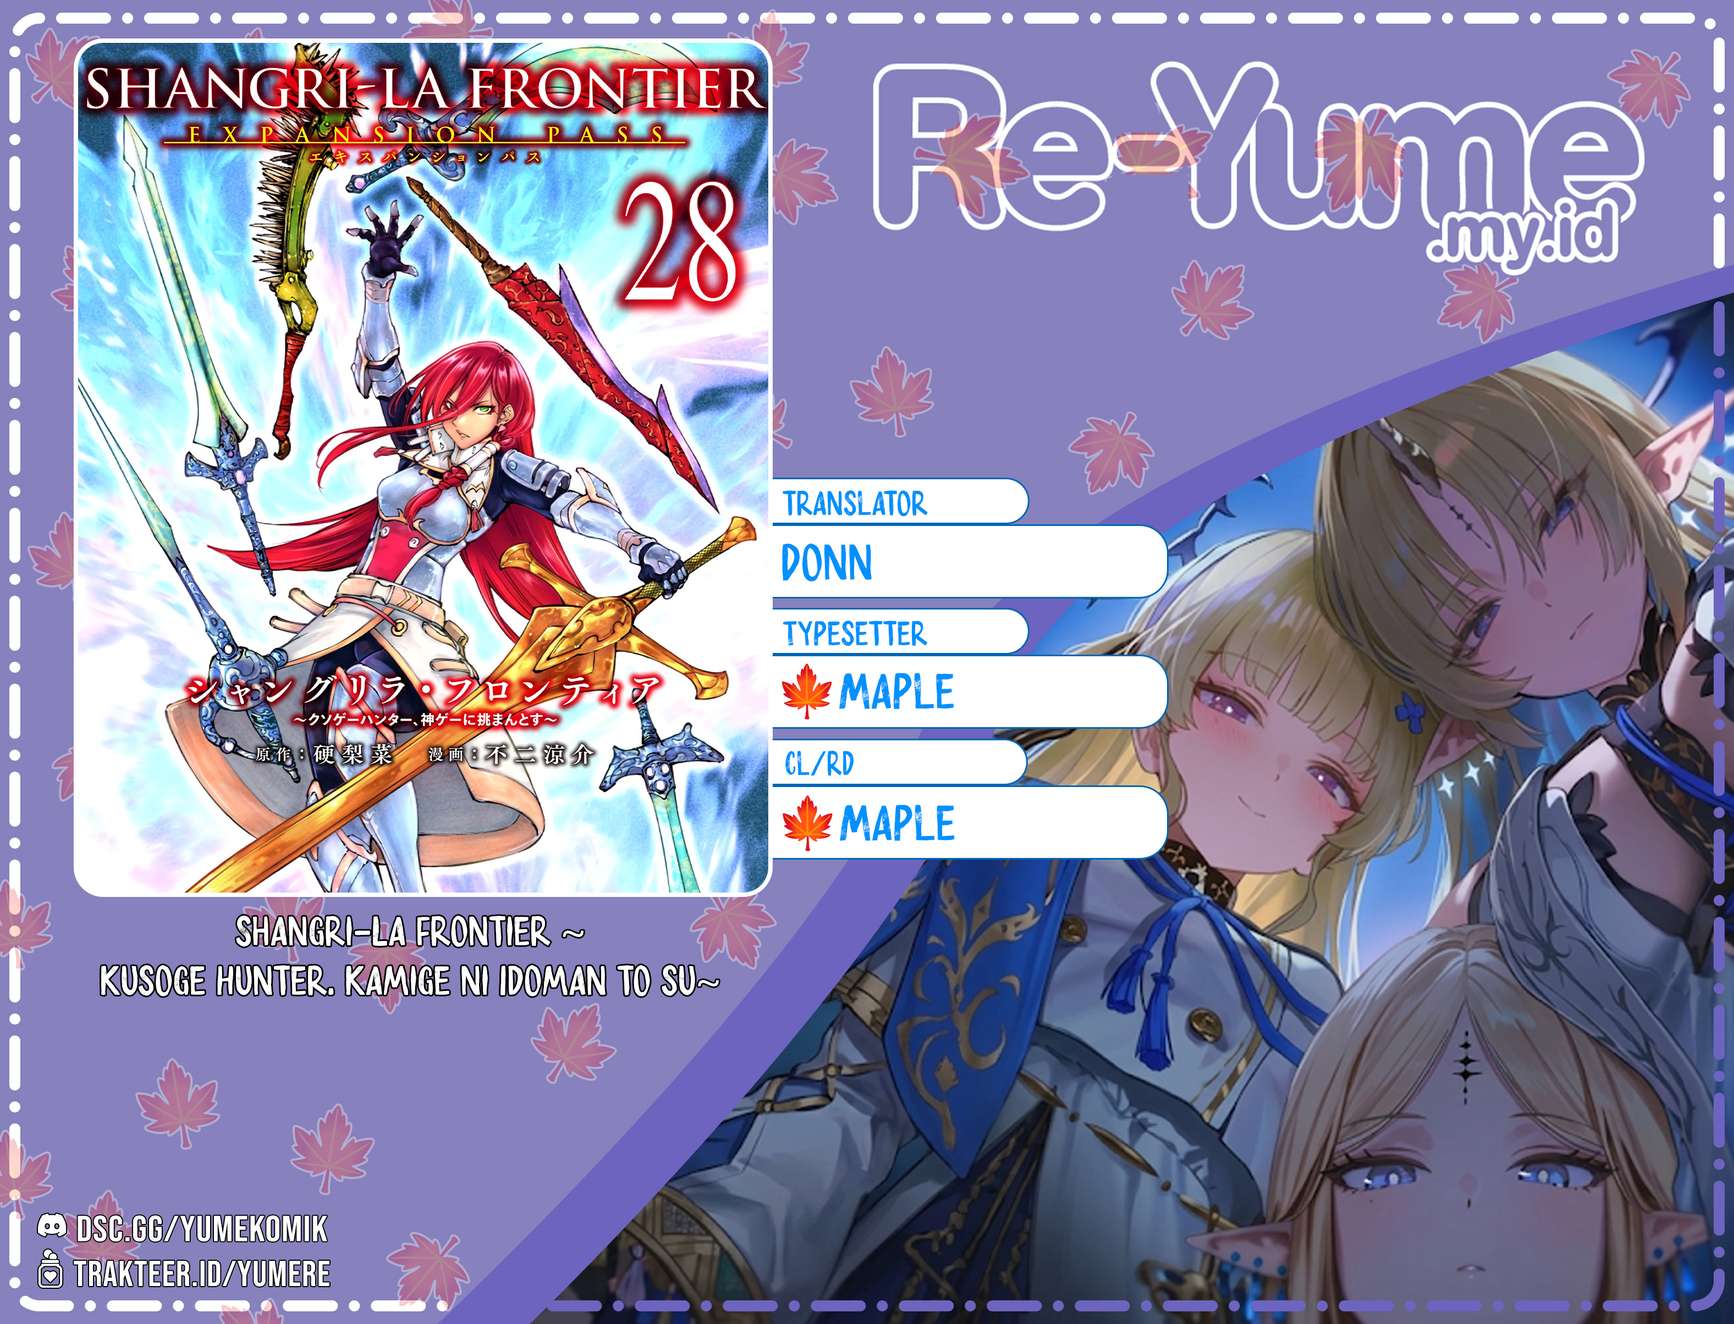 SHANGRI-LA FRONTIER
EXPANSION PASS
エキスパンションパス
28
シャングリラ・フロンティア
～クソゲーハンター、神ゲーに挑まんとす～
原作：硬梨菜 漫画：不二涼介
SHANGRI-LA FRONTIER ~
KUSOGE HUNTER. KAMIGE NI IDOMAN TO SU~
Re-Yume
.my.id
TRANSLATOR
DONN
TYPESETTER
🍁MAPLE
CL/RD
🍁MAPLE
DSC.GG/YUMEKOMIK
TRAKTEER.ID/YUMERE